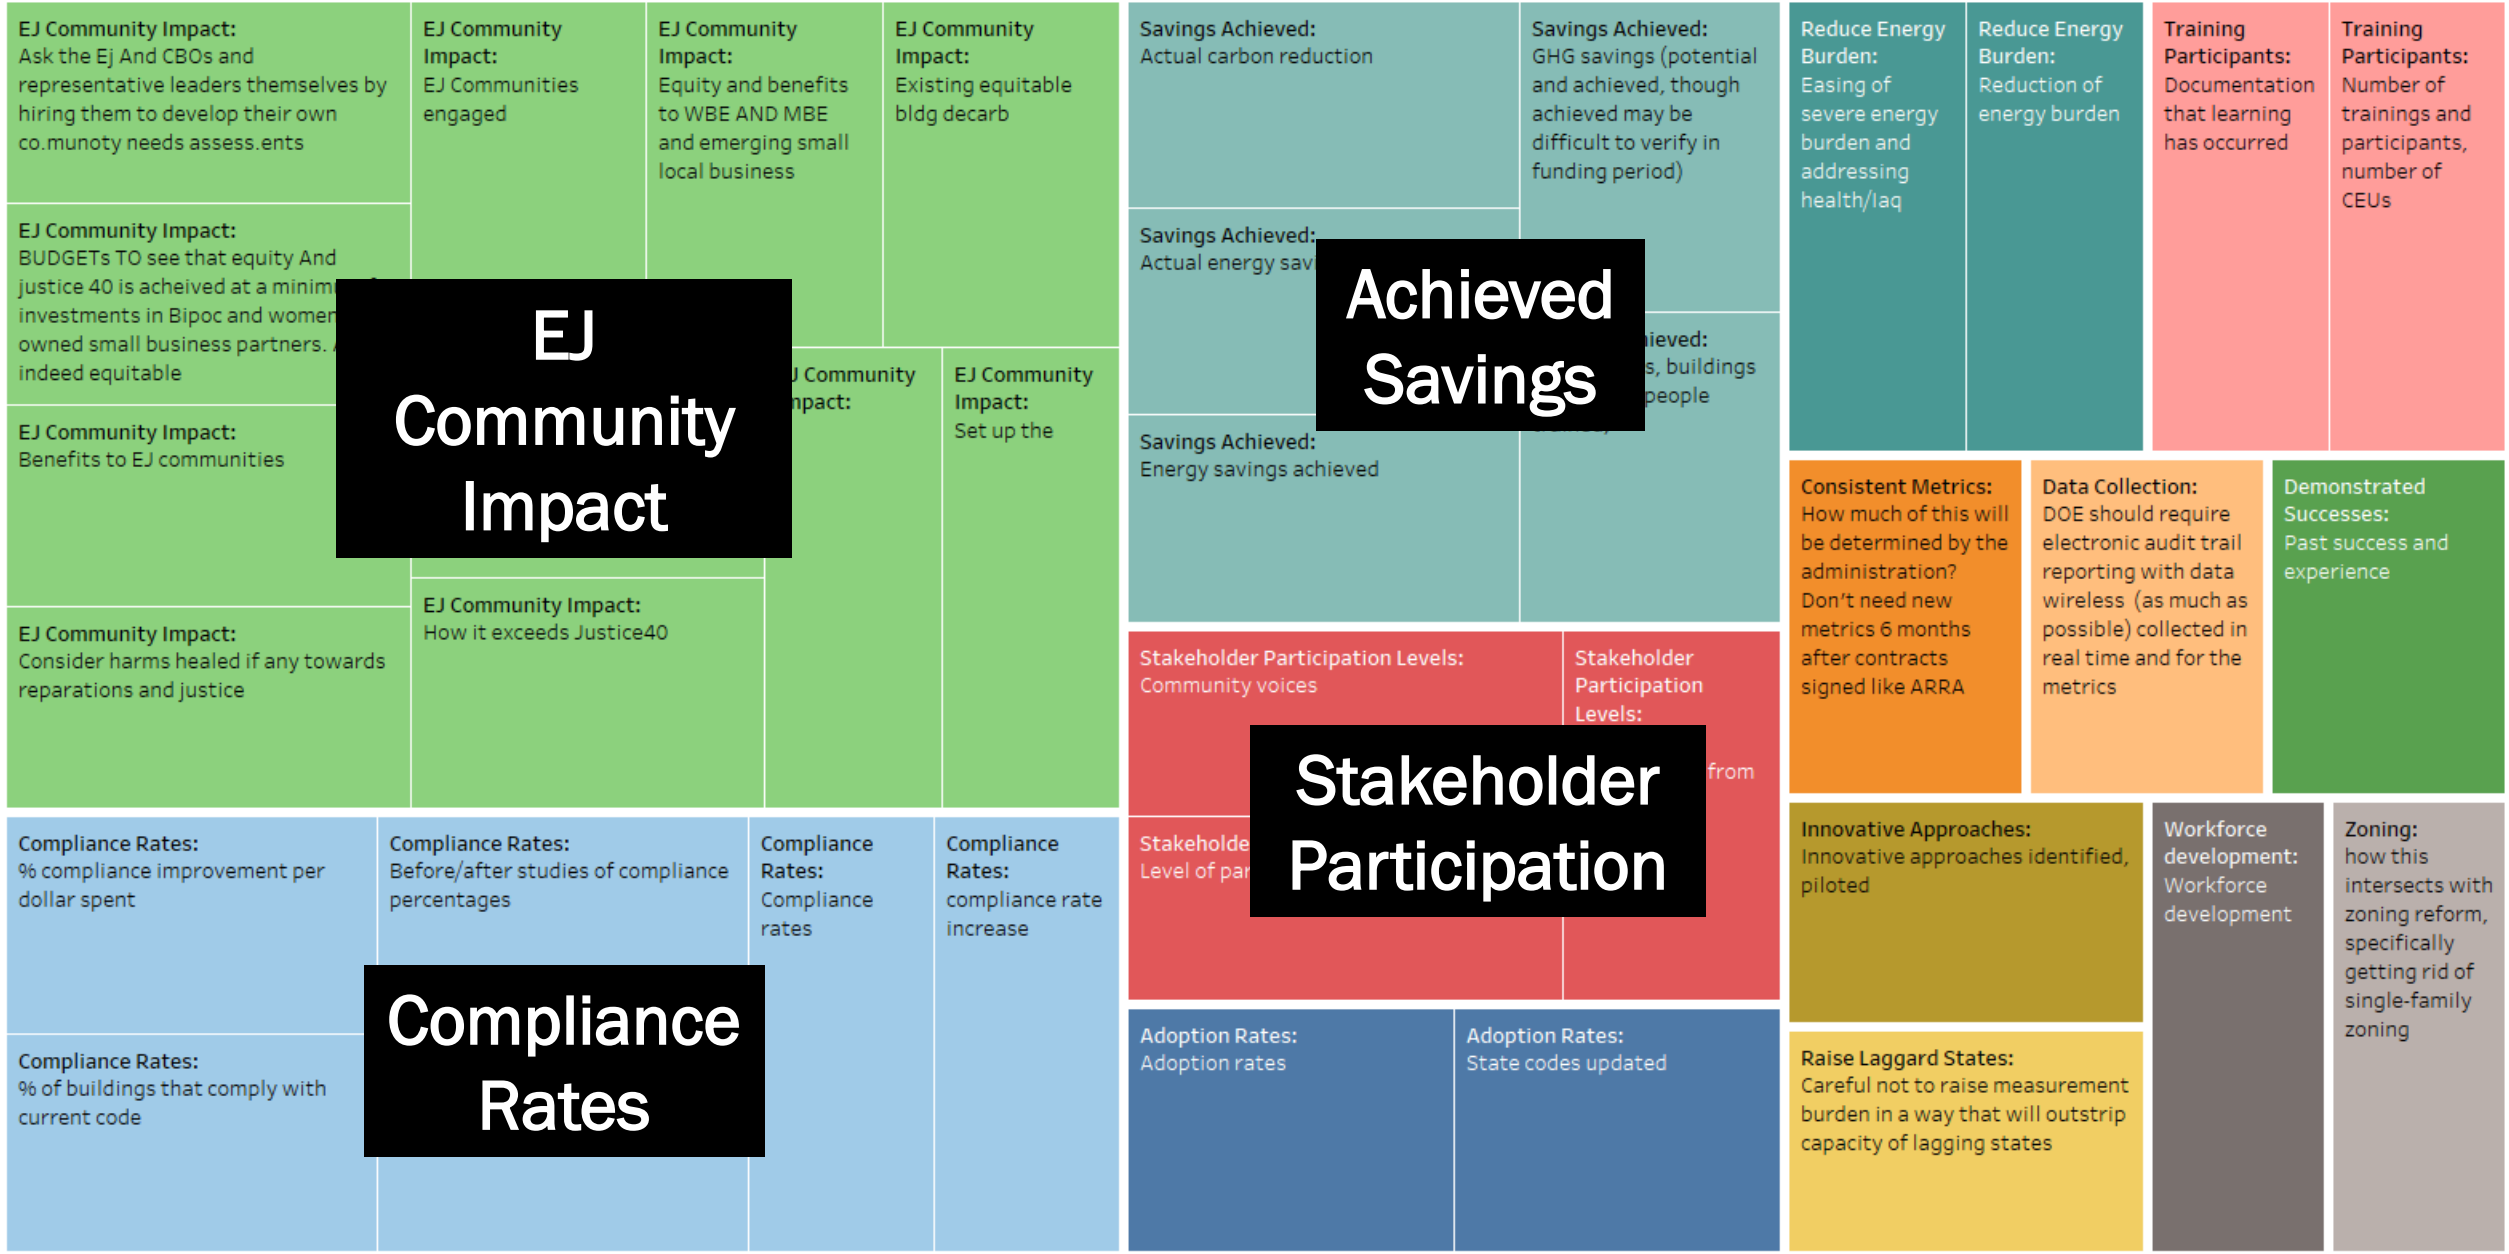 EJ Community Impact:
Ask the Ej And CBOs and
representative leaders themselves by
hiring them to develop their own
co.munoty needs assess.ents
EJ Community
Impact:
EJ Communities
engaged
EJ Community
Impact:
Equity and benefits
to WBE AND MBE
and emerging small
local business
EJ Community
Impact:
Existing equitable
bldg decarb
EJ Community Impact:
BUDGETs TO see that equity And
justice 40 is acheived at a
investments in Bipoc and women
owned small business partners.
indeed equitable
EJ Community Impact:
Benefits to EJ communities
EJ Community Impact:
Consider harms healed if any towards
reparations and justice
EJ Community Impact:
How it exceeds Justice40
Community
EJ Community
Impact:
Set up the
EJ
Community
Impact
Compliance Rates:
% compliance improvement per
dollar spent
Compliance Rates:
Before/after studies of compliance
percentages
Compliance
Rates:
Compliance
rates
Compliance
Rates:
compliance rate
increase
Compliance Rates:
% of buildings that comply with
current code
Compliance
Rates
Savings Achieved:
Actual carbon reduction
Savings Achieved:
GHG savings (potential
and achieved, though
achieved may be
difficult to verify in
funding period)
Savings Achieved:
Actual energy
buildings
people
Savings Achieved:
Energy savings achieved
Achieved
Savings
Stakeholder Participation Levels:
Community voices
Stakeholder
Participation
Levels:
from
Level of
Stakeholder
Participation
Adoption Rates:
Adoption rates
Adoption Rates:
State codes updated
Reduce Energy
Burden:
Easing of
severe energy
burden and
addressing
health/Iaq
Reduce Energy
Burden:
Reduction of
energy burden
Training
Participants:
Documentation
that learning
has occurred
Training
Participants:
Number of
trainings and
participants,
number of
CEUs
Consistent Metrics:
How much of this will
be determined by the
administration?
Don't need new
metrics 6 months
after contracts
signed like ARRA
Data Collection:
DOE should require
electronic audit trail
reporting with data
wireless (as much as
possible) collected in
real time and for the
metrics
Demonstrated
Successes:
Past success and
experience
Innovative Approaches:
Innovative approaches identified,
piloted
Raise Laggard States:
Careful not to raise measurement
burden in a way that will outstrip
capacity of lagging states
Workforce
development:
Workforce
development
Zoning:
how this
intersects with
zoning reform,
specifically
getting rid of
single-family
zoning